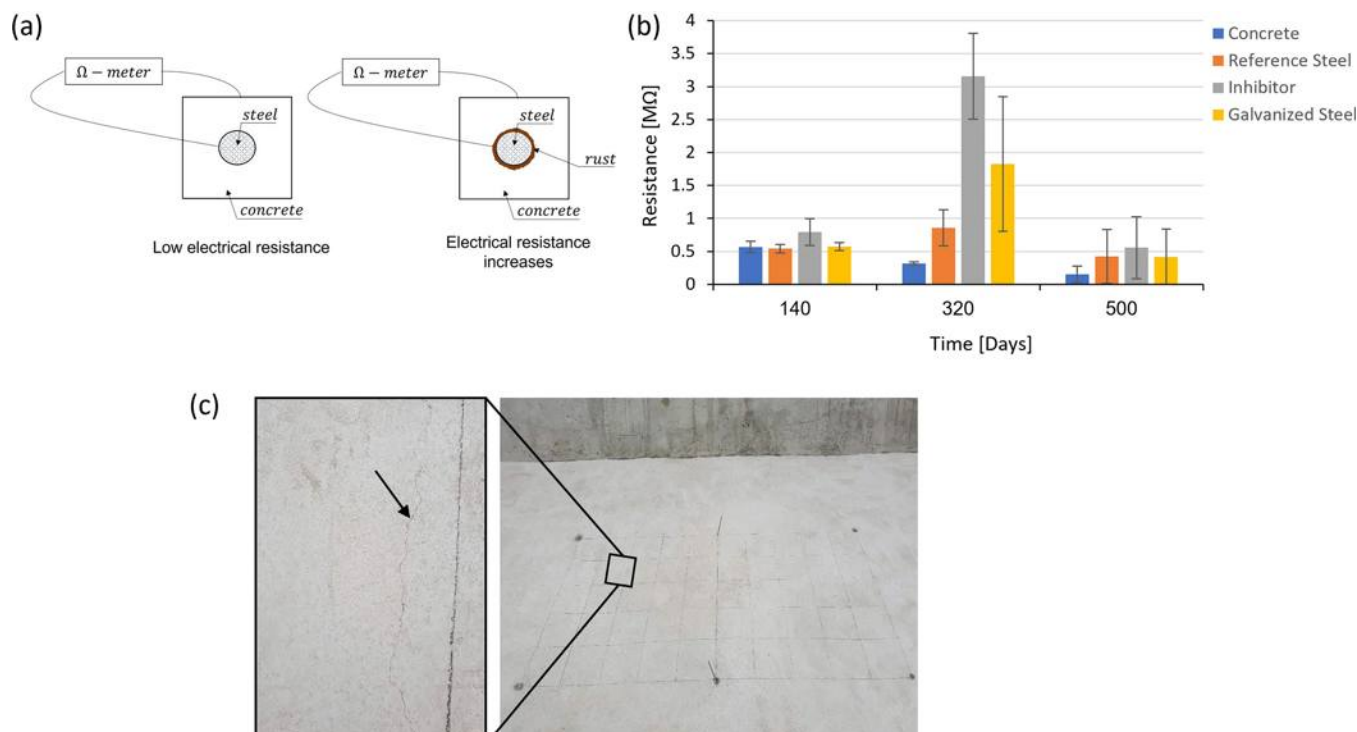 (a)
Ω − meter
steel
concrete
Low electrical resistance
Ω − meter
steel
rust
concrete
Electrical resistance
increases
(b)
4
3.5
3
2.5
2
1.5
1
0.5
0
Resistance [MΩ]
140
320
500
Time [Days]
Concrete
Reference Steel
Inhibitor
Galvanized Steel
(c)